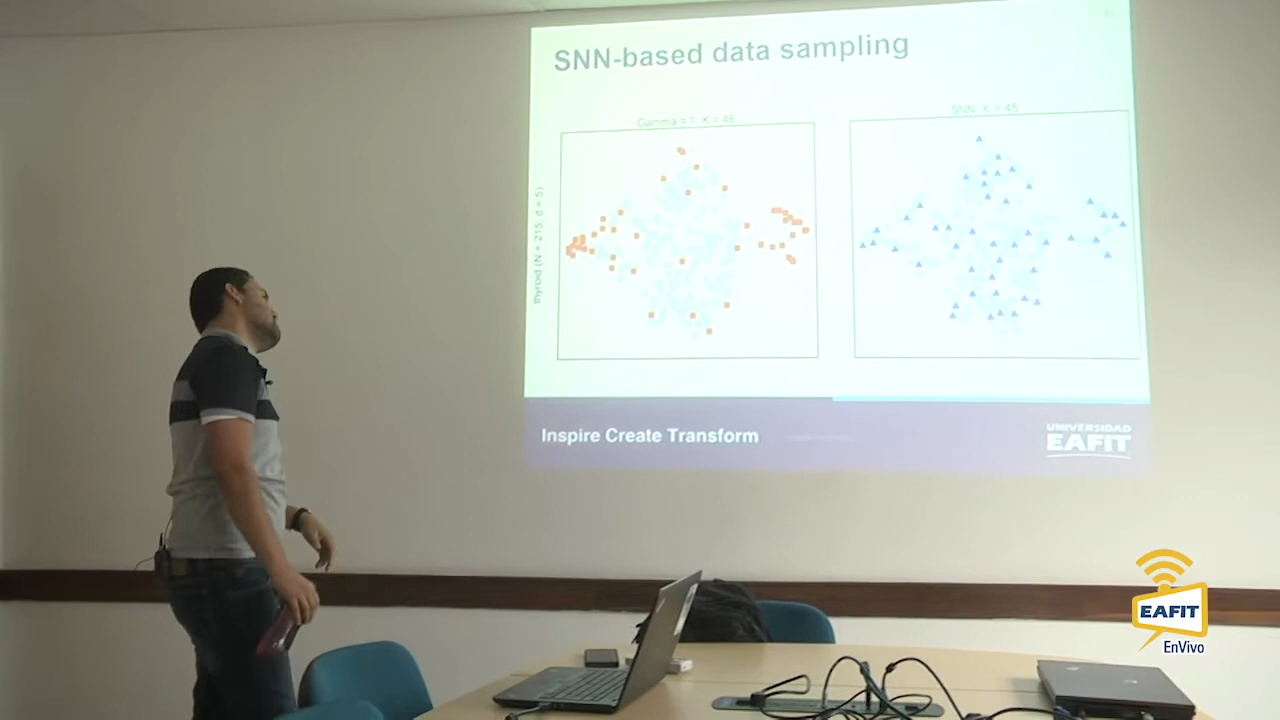 SNN-based data sampling
Gamma = 1; K = 45
SNN: K = 45
thyroid (N = 215, d = 5)
Inspire Create Transform
UNIVERSIDAD
EAFIT
EAFIT
EnVivo